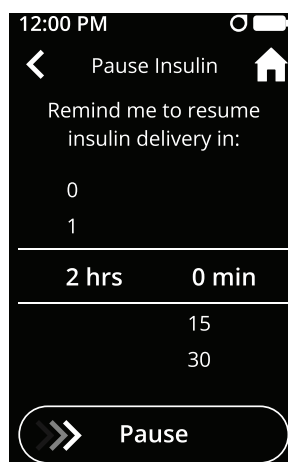 12:00 PM
Pause Insulin
Remind me to resume
insulin delivery in:
0
1
2 hrs 0 min
15
30
Pause